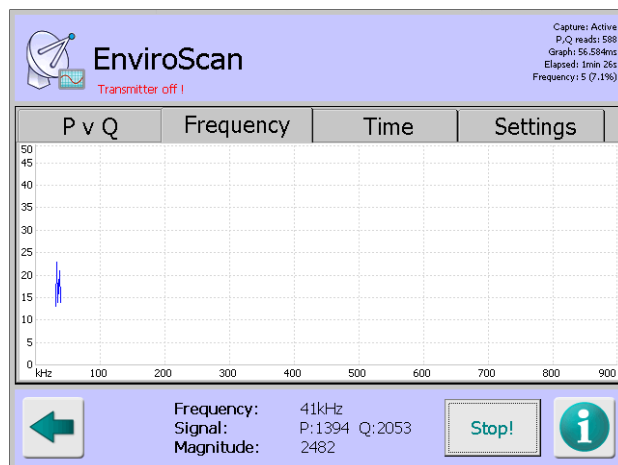 Capture: Active
P,Q reads: 588
Graph: 56.584ms
Elapsed: 1min 26s
Frequency: 5 (7.1%)
EnviroScan
Transmitter off !
P v Q Frequency Time Settings
50
45
40
35
30
25
20
15
10
5
0
kHz 100 200 300 400 500 600 700 800 900
Frequency: 41kHz
Signal: P:1394 Q:2053
Magnitude: 2482
Stop!
i